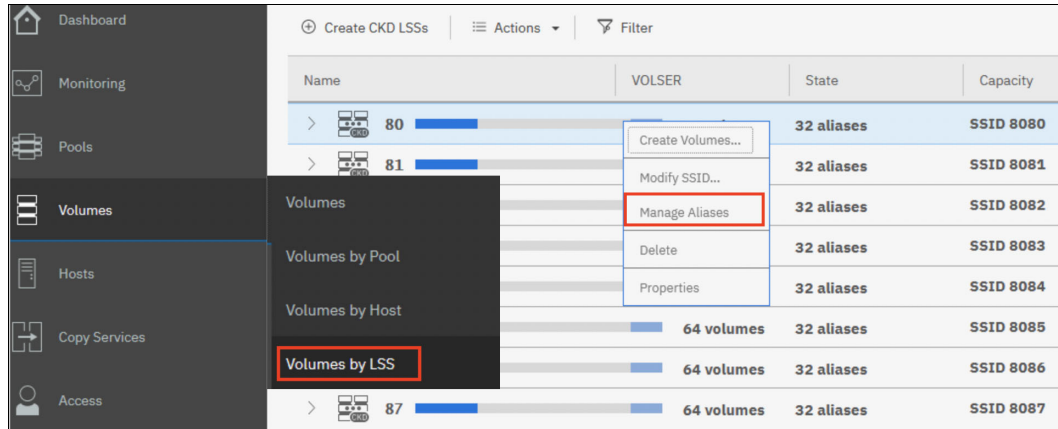 Dashboard
Monitoring
Pools
Volumes
Hosts
Copy Services
Access
Volumes
Volumes by Pool
Volumes by Host
Volumes by LSS
Create CKD LSSs Actions Filter
Name VOLSER State Capacity
CKD 80 32 aliases SSID 8080
CKD 81 32 aliases SSID 8081
32 aliases SSID 8082
32 aliases SSID 8083
32 aliases SSID 8084
64 volumes 32 aliases SSID 8085
64 volumes 32 aliases SSID 8086
CKD 87 64 volumes 32 aliases SSID 8087
Create Volumes...
Modify SSID...
Manage Aliases
Delete
Properties